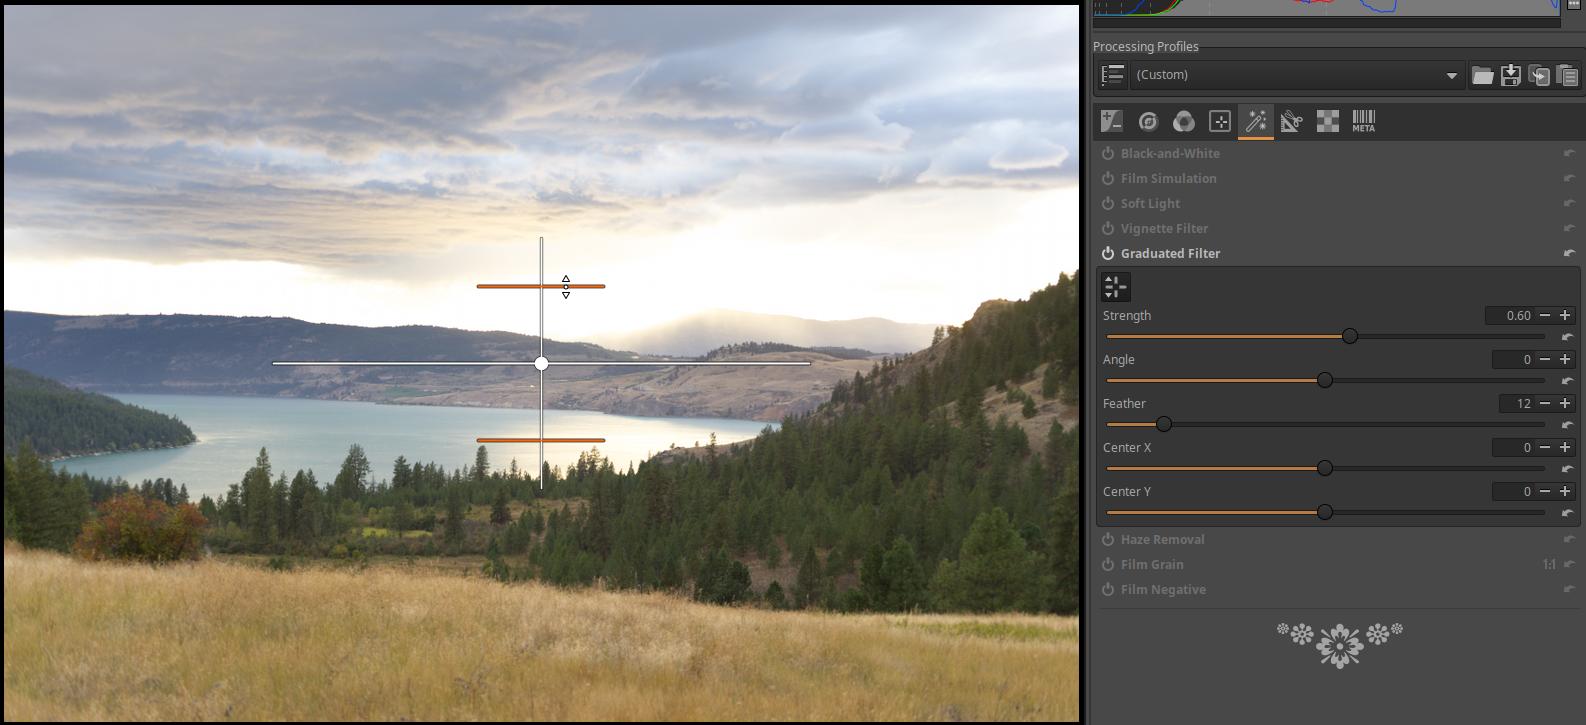 Processing Profiles
(Custom)
META
Black-and-White
Film Simulation
Soft Light
Vignette Filter
Graduated Filter
Strength 0.60
Angle 0
Feather 12
Center X 0
Center Y 0
Haze Removal
Film Grain 1:1
Film Negative